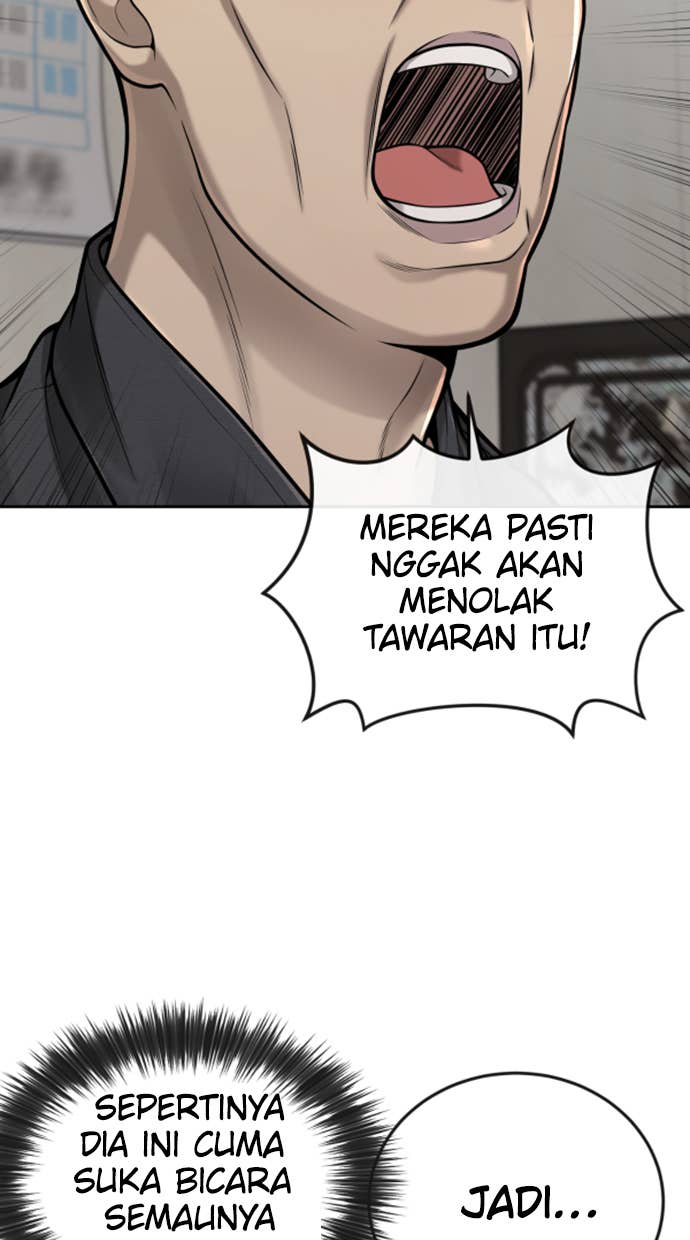 MEREKA PASTI
NGGAK AKAN
MENOLAK
TAWARAN ITU!
SEPERTINYA
DIA INI CUMA
SUKA BICARA
SEMAUNYA
JADI...